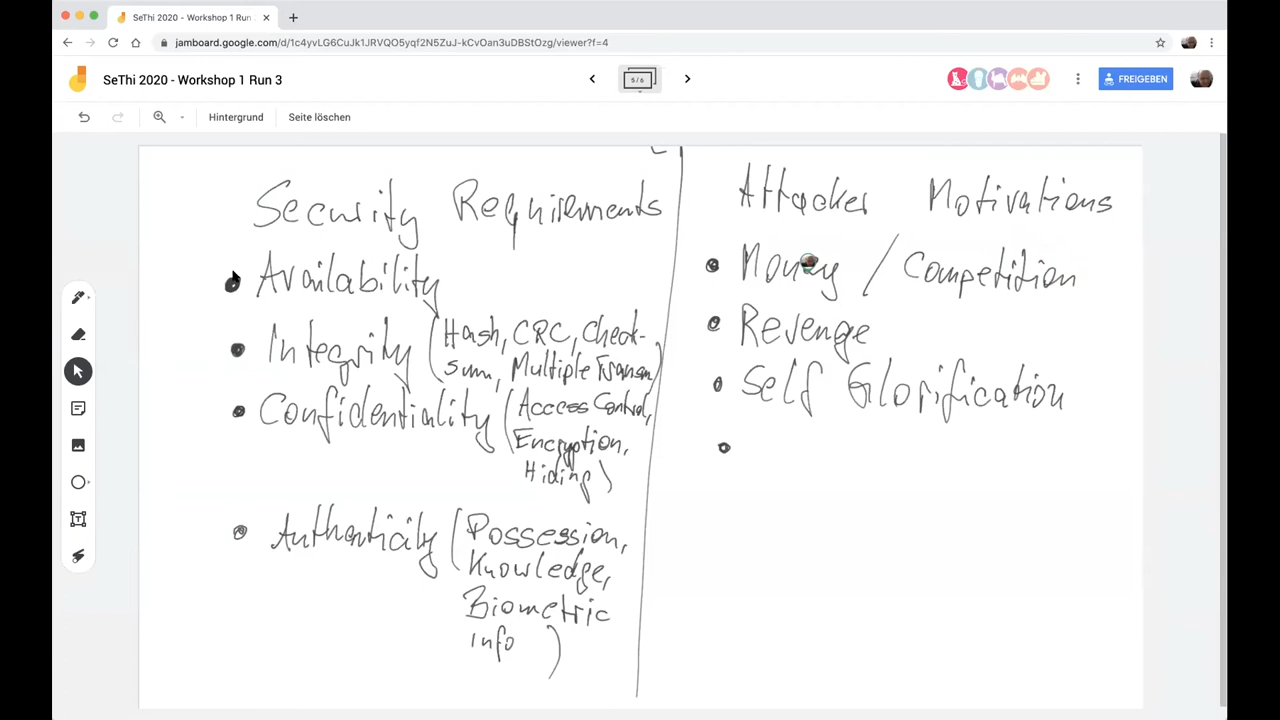 SeThi 2020 - Workshop 1 Run
jamboard.google.com/d/1c4yvLG6CuJk1JRVQO5yqf2N5ZuJ-kCvOan3uDBStOzg/viewer?f=4
SeThi 2020 - Workshop 1 Run 3
5/6
FREIGEBEN
Hintergrund
Seite löschen
Security Requirements
• Availability
• Integrity (Hash, CRC, Check-
sum, Multiple Transm)
• Confidentiality (Access Control,
Encryption,
Hiding)
• Authenticity (Possession,
Knowledge,
Biometric
info)
Attacker Motivations
• Money / Competition
• Revenge
• Self Glorification
•